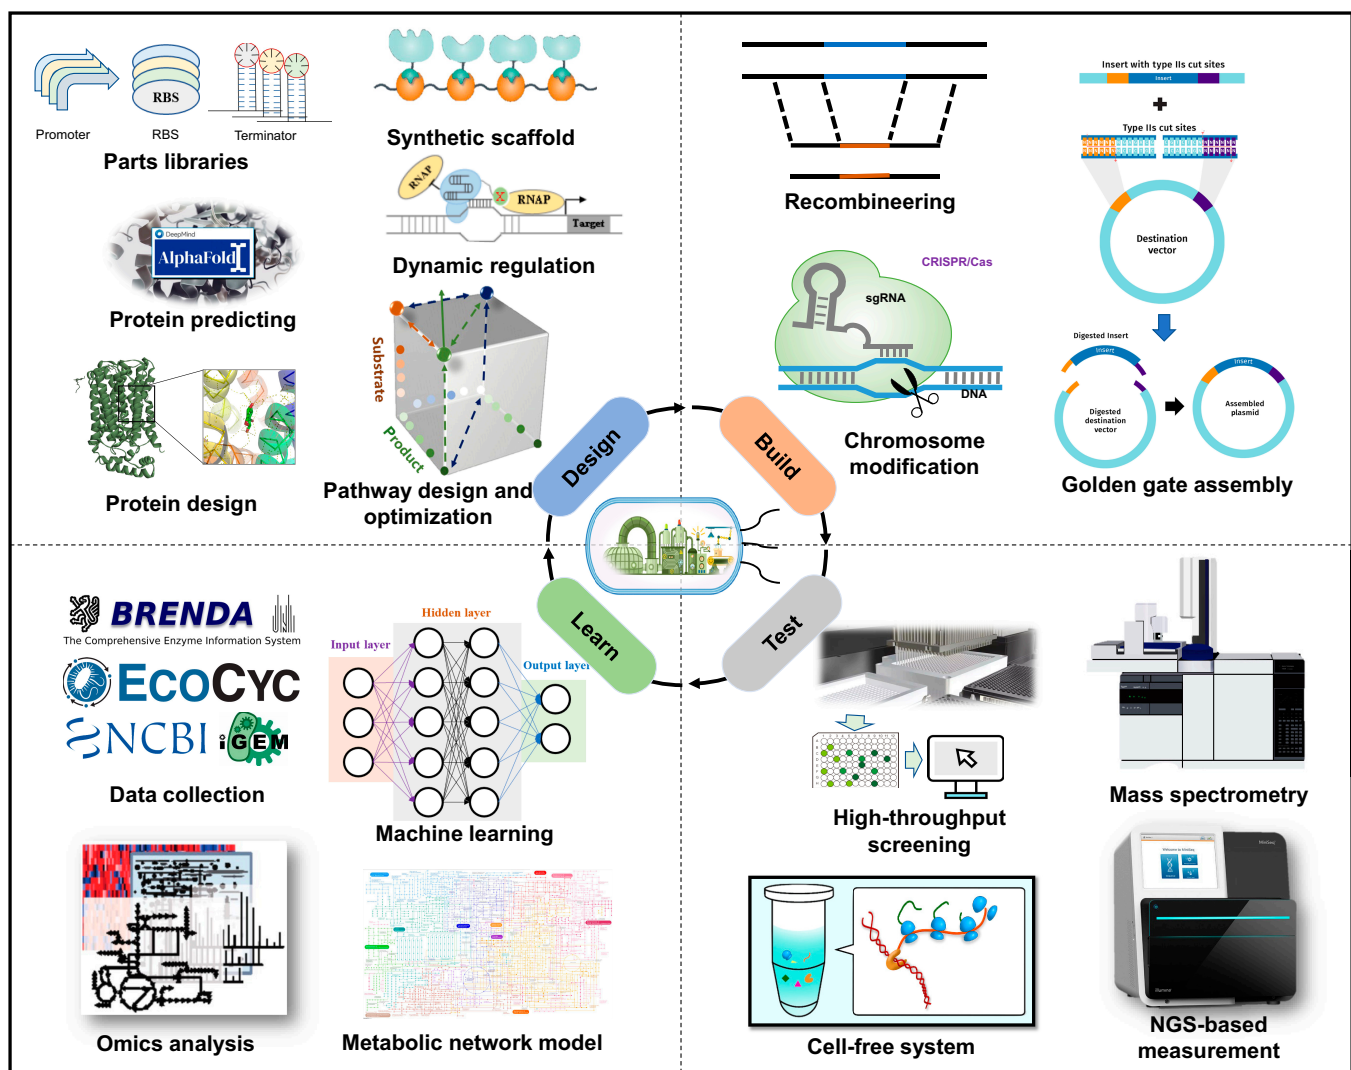 RBS
Promoter
RBS
Terminator
Parts libraries
Synthetic scaffold
RNAP
X
RNAP
Target
Dynamic regulation
DeepMind
AlphaFold
Protein predicting
Protein design
Substrate
Product
Pathway design and
optimization
Recombineering
CRISPR/Cas
sgRNA
DNA
Chromosome
modification
Insert with type IIs cut sites
Insert
Type IIs cut sites
Destination
vector
Digested Insert
Insert
Digested
destination
vector
Insert
Assembled
plasmid
Golden gate assembly
Design
Build
Test
Learn
BRENDA
The Comprehensive Enzyme Information System
ECOCYC
NCBI
iGEM
Data collection
Input layer
Hidden layer
Output layer
Machine learning
Omics analysis
Metabolic network model
High-throughput
screening
Mass spectrometry
Cell-free system
NGS-based
measurement